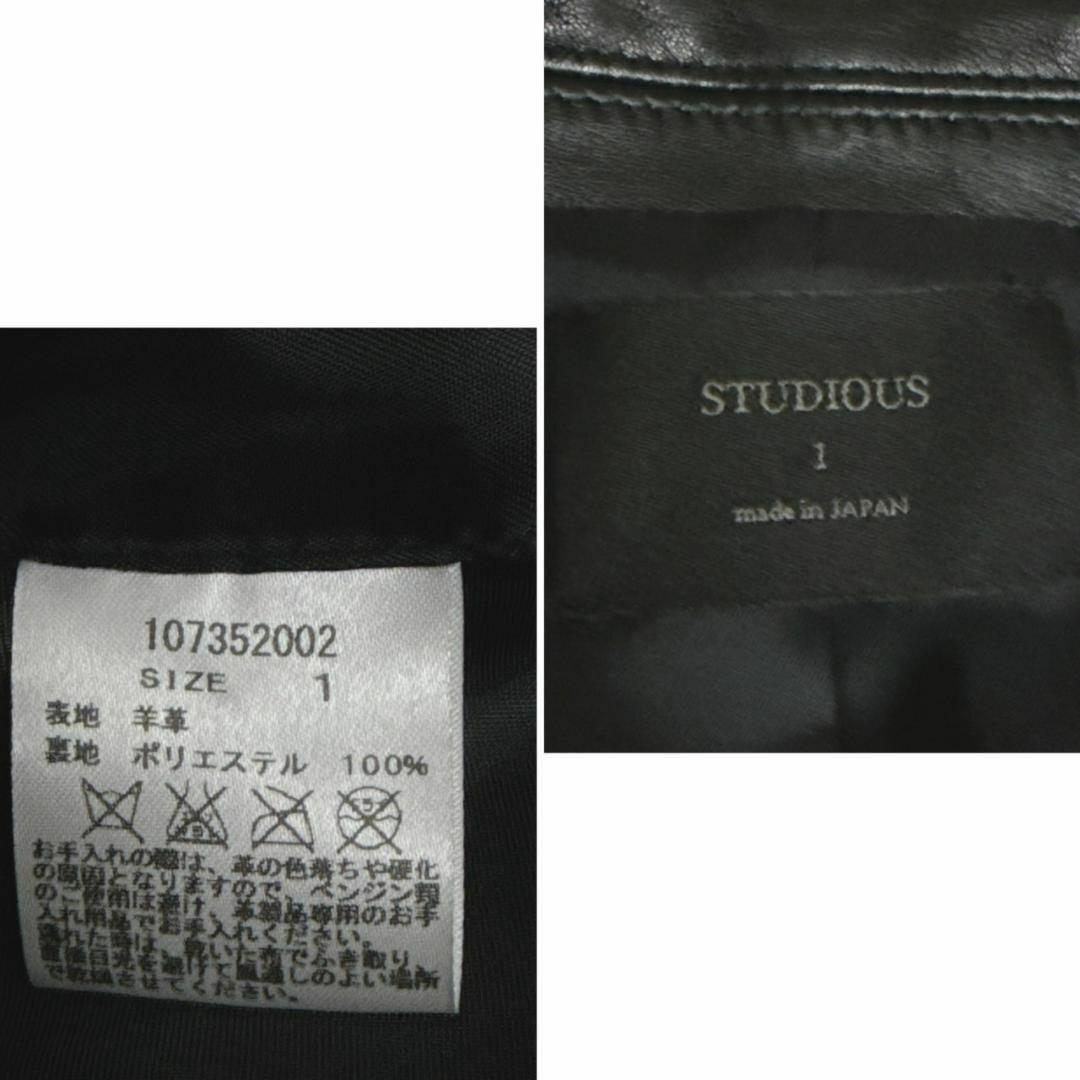 STUDIOUS
1
made in JAPAN
107352002
SIZE 1
表地 羊革
裏地 ポリエステル 100%
お手入れの際は、革の色落ちや硬化
の原因となりますので、ベンジン類
のご使用は避け、革製品専用のお手
入れ用品でお手入れください。
濡れた時は、乾いた布でふき取り、
直接日光を避けて風通しのよい場所
で乾燥させてください。